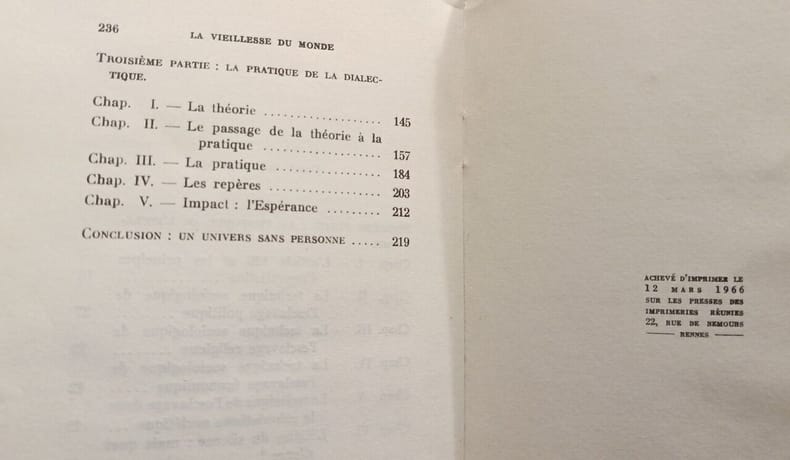 236
LA VIEILLESSE DU MONDE
TROISIÈME PARTIE : LA PRATIQUE DE LA DIALEC-
TIQUE.
Chap. I. — La théorie .................... 145
Chap. II. — Le passage de la théorie à la
pratique .................... 157
Chap. III. — La pratique .................. 184
Chap. IV. — Les repères ................... 203
Chap. V. — Impact : l'Espérance ......... 212
CONCLUSION : UN UNIVERS SANS PERSONNE ..... 219
ACHEVÉ D'IMPRIMER LE
12 MARS 1966
SUR LES PRESSES DES
IMPRIMERIES RÉUNIES
22, RUE DE NEMOURS
—— RENNES ——